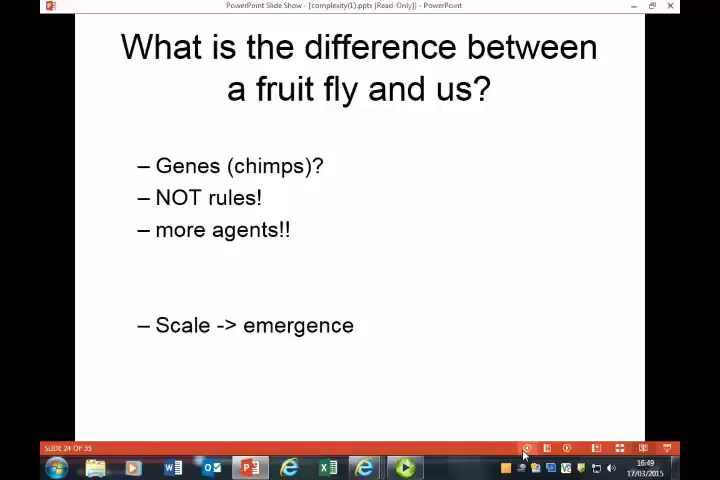 PowerPoint Slide Show - [complexity(1).pptx [Read-Only]] - PowerPoint
What is the difference between
a fruit fly and us?
– Genes (chimps)?
– NOT rules!
– more agents!!
– Scale -> emergence
SLIDE 24 OF 35
16:49
17/03/2015